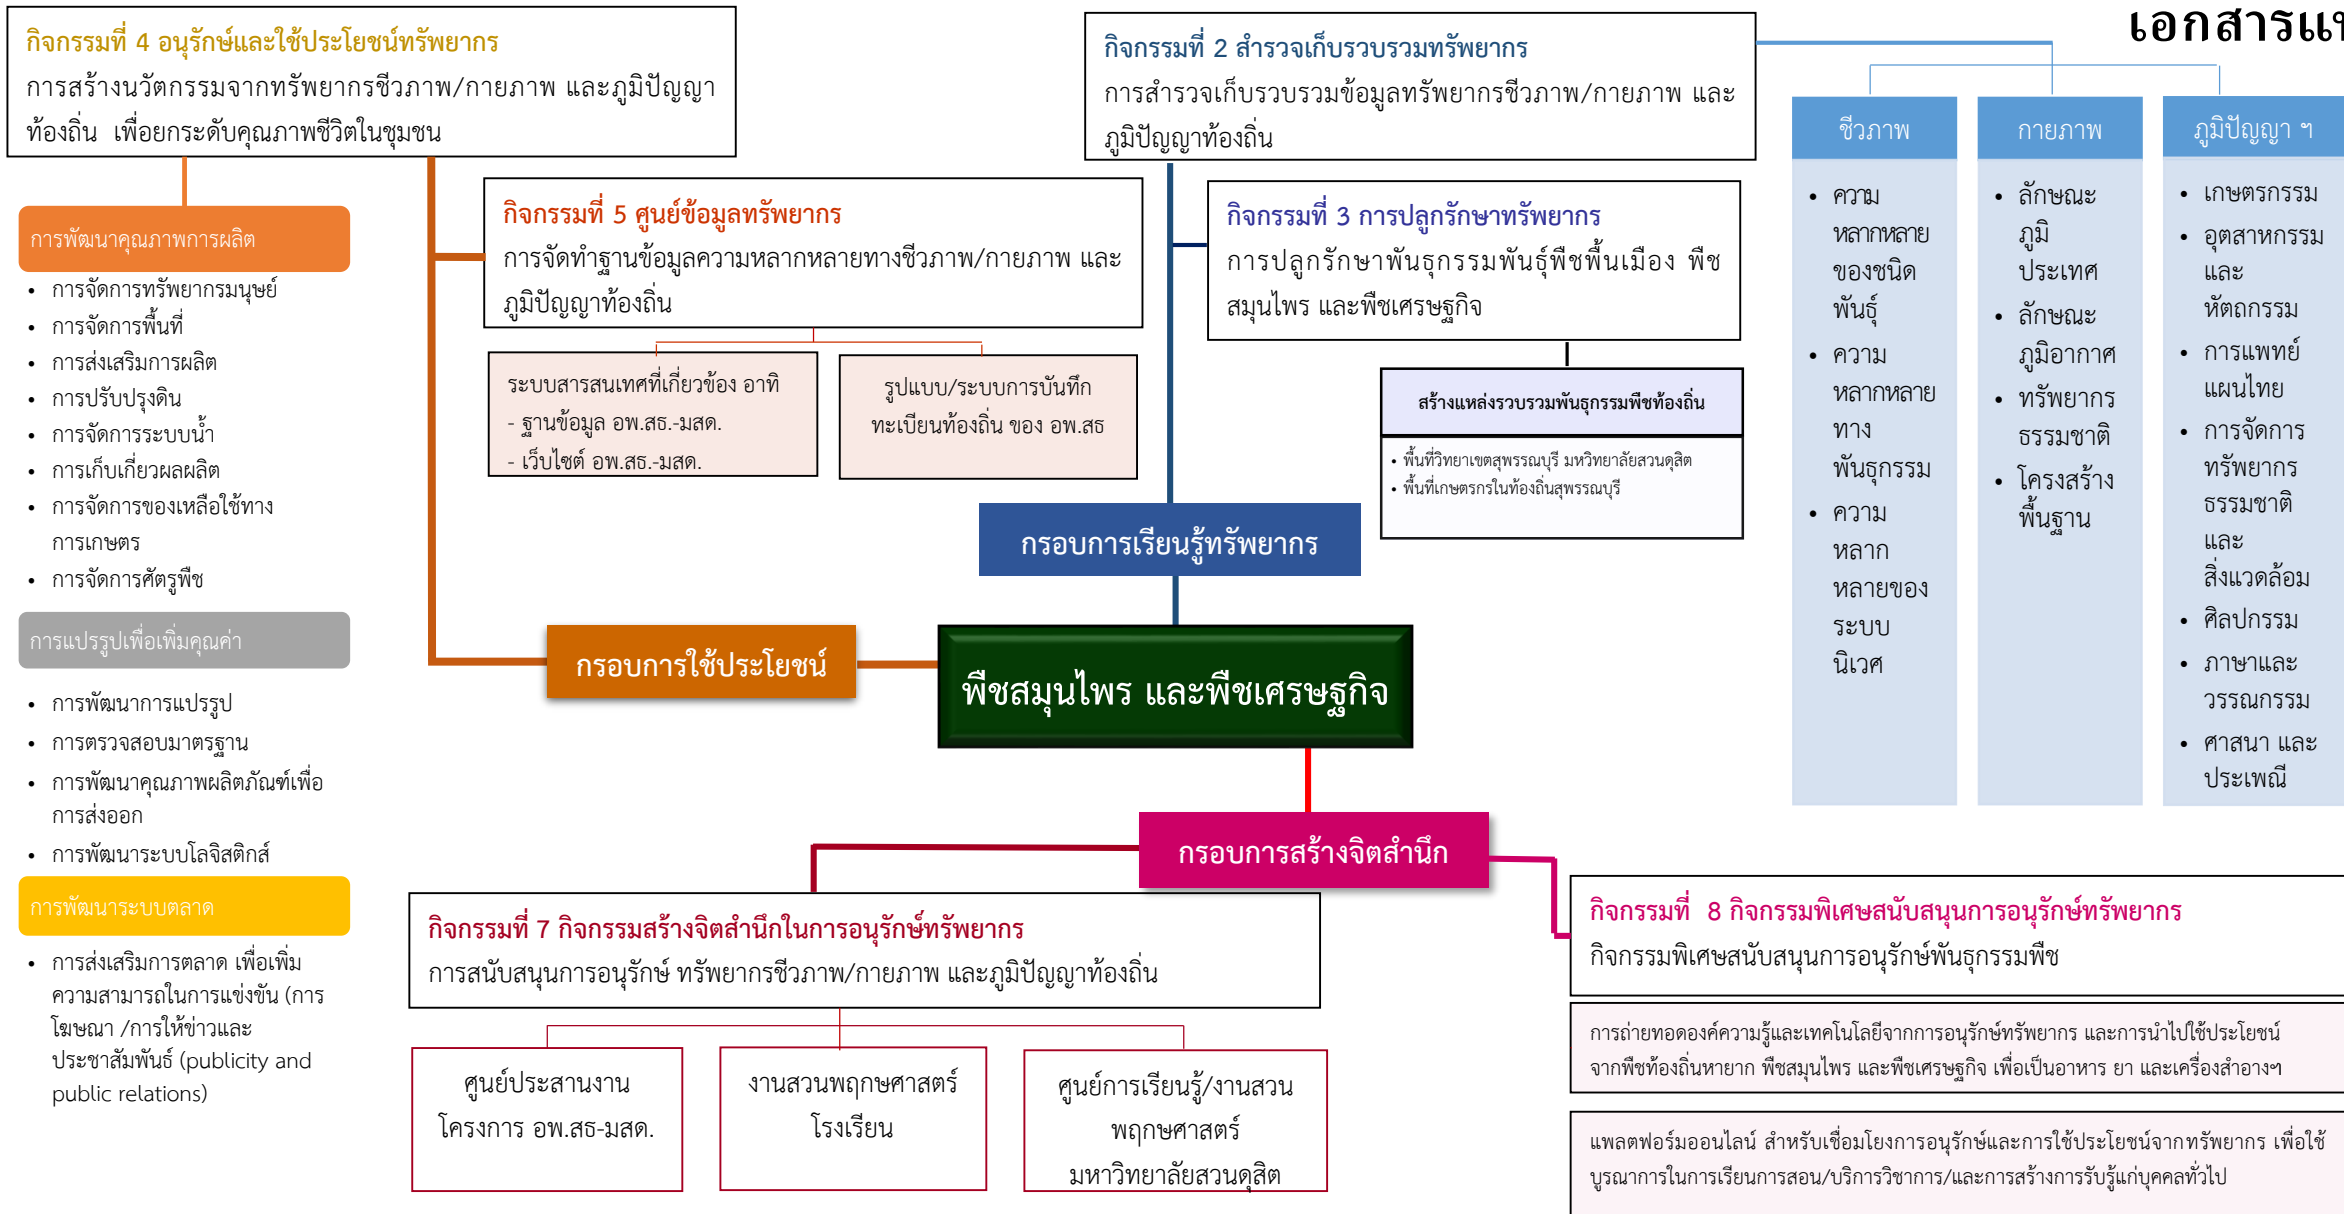 เอกสารแ
กิจกรรมที่ 4 อนุรักษ์และใช้ประโยชน์ทรัพยากร
การสร้างนวัตกรรมจากทรัพยากรชีวภาพ/กายภาพ และภูมิปัญญา
ท้องถิ่น เพื่อยกระดับคุณภาพชีวิตในชุมชน
การพัฒนาคุณภาพการผลิต
• การจัดการทรัพยากรมนุษย์
• การจัดการพื้นที่
• การส่งเสริมการผลิต
• การปรับปรุงดิน
• การจัดการระบบน้ำ
• การเก็บเกี่ยวผลผลิต
• การจัดการของเหลือใช้ทาง
การเกษตร
• การจัดการศัตรูพืช
การแปรรูปเพื่อเพิ่มคุณค่า
• การพัฒนาการแปรรูป
• การตรวจสอบมาตรฐาน
• การพัฒนาคุณภาพผลิตภัณฑ์เพื่อ
การส่งออก
• การพัฒนาระบบโลจิสติกส์
การพัฒนาระบบตลาด
• การส่งเสริมการตลาด เพื่อเพิ่ม
ความสามารถในการแข่งขัน (การ
โฆษณา /การให้ข่าวและ
ประชาสัมพันธ์ (publicity and
public relations)
กิจกรรมที่ 5 ศูนย์ข้อมูลทรัพยากร
การจัดทำฐานข้อมูลความหลากหลายทางชีวภาพ/กายภาพ และ
ภูมิปัญญาท้องถิ่น
ระบบสารสนเทศที่เกี่ยวข้อง อาทิ
- ฐานข้อมูล อพ.สธ.-มสด.
- เว็บไซต์ อพ.สธ.-มสด.
รูปแบบ/ระบบการบันทึก
ทะเบียนท้องถิ่น ของ อพ.สธ
กิจกรรมที่ 2 สำรวจเก็บรวบรวมทรัพยากร
การสำรวจเก็บรวบรวมข้อมูลทรัพยากรชีวภาพ/กายภาพ และ
ภูมิปัญญาท้องถิ่น
กิจกรรมที่ 3 การปลูกรักษาทรัพยากร
การปลูกรักษาพันธุกรรมพันธุ์พืชพื้นเมือง พืช
สมุนไพร และพืชเศรษฐกิจ
สร้างแหล่งรวบรวมพันธุกรรมพืชท้องถิ่น
• พื้นที่วิทยาเขตสุพรรณบุรี มหวิทยาลัยสวนดุสิต
• พื้นที่เกษตรกรในท้องถิ่นสุพรรณบุรี
ชีวภาพ
• ความ
หลากหลาย
ของชนิด
พันธุ์
• ความ
หลากหลาย
ทาง
พันธุกรรม
• ความ
หลาก
หลายของ
ระบบ
นิเวศ
กายภาพ
• ลักษณะ
ภูมิ
ประเทศ
• ลักษณะ
ภูมิอากาศ
• ทรัพยากร
ธรรมชาติ
• โครงสร้าง
พื้นฐาน
ภูมิปัญญา ฯ
• เกษตรกรรม
• อุตสาหกรรม
และ
หัตถกรรม
• การแพทย์
แผนไทย
• การจัดการ
ทรัพยากร
ธรรมชาติ
และ
สิ่งแวดล้อม
• ศิลปกรรม
• ภาษาและ
วรรณกรรม
• ศาสนา และ
ประเพณี
กรอบการเรียนรู้ทรัพยากร
กรอบการใช้ประโยชน์
พืชสมุนไพร และพืชเศรษฐกิจ
กรอบการสร้างจิตสำนึก
กิจกรรมที่ 7 กิจกรรมสร้างจิตสำนึกในการอนุรักษ์ทรัพยากร
การสนับสนุนการอนุรักษ์ ทรัพยากรชีวภาพ/กายภาพ และภูมิปัญญาท้องถิ่น
ศูนย์ประสานงาน
โครงการ อพ.สธ-มสด.
งานสวนพฤกษศาสตร์
โรงเรียน
ศูนย์การเรียนรู้/งานสวน
พฤกษศาสตร์
มหาวิทยาลัยสวนดุสิต
กิจกรรมที่ 8 กิจกรรมพิเศษสนับสนุนการอนุรักษ์ทรัพยากร
กิจกรรมพิเศษสนับสนุนการอนุรักษ์พันธุกรรมพืช
การถ่ายทอดองค์ความรู้และเทคโนโลยีจากการอนุรักษ์ทรัพยากร และการนำไปใช้ประโยชน์
จากพืชท้องถิ่นหายาก พืชสมุนไพร และพืชเศรษฐกิจ เพื่อเป็นอาหาร ยา และเครื่องสำอางฯ
แพลตฟอร์มออนไลน์ สำหรับเชื่อมโยงการอนุรักษ์และการใช้ประโยชน์จากทรัพยากร เพื่อใช้
บูรณาการในการเรียนการสอน/บริการวิชาการ/และการสร้างการรับรู้แก่บุคคลทั่วไป